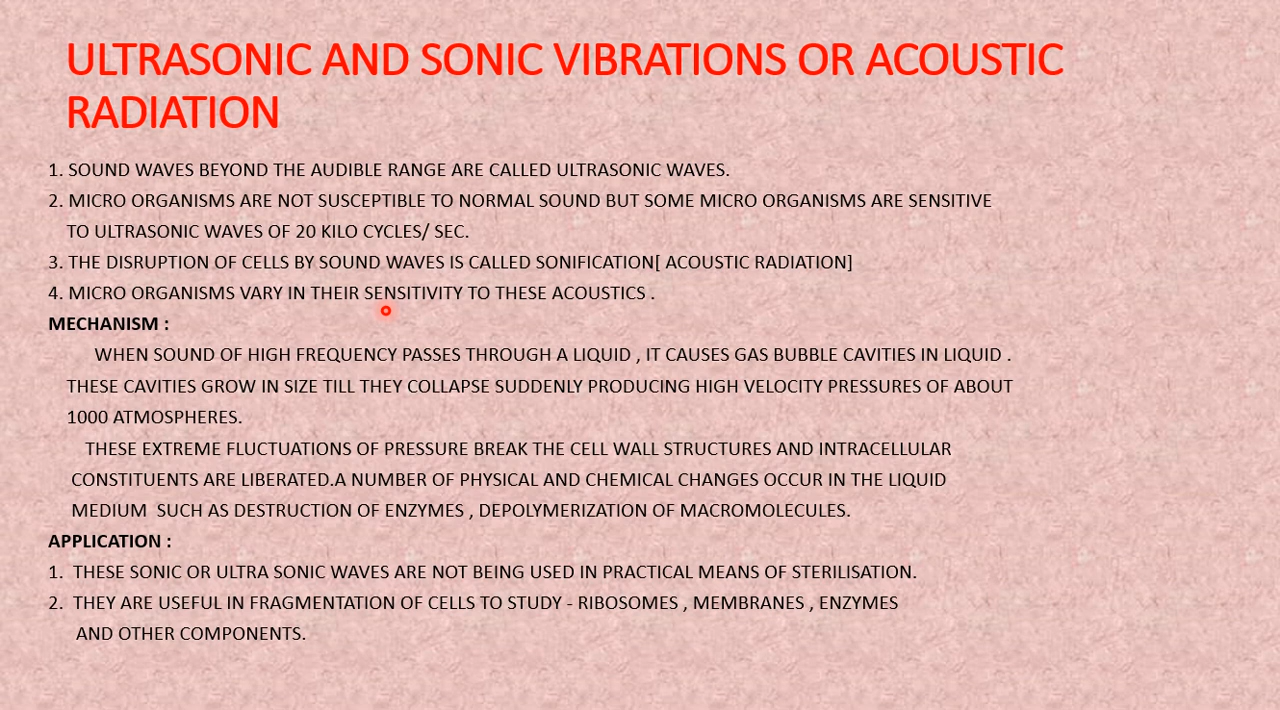 ULTRASONIC AND SONIC VIBRATIONS OR ACOUSTIC
RADIATION
1. SOUND WAVES BEYOND THE AUDIBLE RANGE ARE CALLED ULTRASONIC WAVES.
2. MICRO ORGANISMS ARE NOT SUSCEPTIBLE TO NORMAL SOUND BUT SOME MICRO ORGANISMS ARE SENSITIVE
TO ULTRASONIC WAVES OF 20 KILO CYCLES/ SEC.
3. THE DISRUPTION OF CELLS BY SOUND WAVES IS CALLED SONIFICATION[ ACOUSTIC RADIATION]
4. MICRO ORGANISMS VARY IN THEIR SENSITIVITY TO THESE ACOUSTICS .
MECHANISM :
WHEN SOUND OF HIGH FREQUENCY PASSES THROUGH A LIQUID , IT CAUSES GAS BUBBLE CAVITIES IN LIQUID .
THESE CAVITIES GROW IN SIZE TILL THEY COLLAPSE SUDDENLY PRODUCING HIGH VELOCITY PRESSURES OF ABOUT
1000 ATMOSPHERES.
THESE EXTREME FLUCTUATIONS OF PRESSURE BREAK THE CELL WALL STRUCTURES AND INTRACELLULAR
CONSTITUENTS ARE LIBERATED.A NUMBER OF PHYSICAL AND CHEMICAL CHANGES OCCUR IN THE LIQUID
MEDIUM  SUCH AS DESTRUCTION OF ENZYMES , DEPOLYMERIZATION OF MACROMOLECULES.
APPLICATION :
1.  THESE SONIC OR ULTRA SONIC WAVES ARE NOT BEING USED IN PRACTICAL MEANS OF STERILISATION.
2.  THEY ARE USEFUL IN FRAGMENTATION OF CELLS TO STUDY - RIBOSOMES , MEMBRANES , ENZYMES
AND OTHER COMPONENTS.